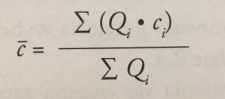 c̅ = Σ (Qᵢ • cᵢ) / Σ Qᵢ